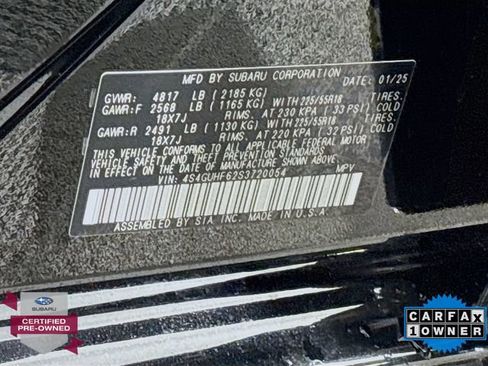 MFD BY SUBARU CORPORATION 01/25
GVWR: 4817 LB (2185 KG)
GAWR:F 2568 LB (1165 KG) WITH 225/55R18 TIRES.
18X7J RIMS. AT 230 KPA (33 PSI) COLD
GAWR:R 2491 LB (1130 KG) WITH 225/55R18 TIRES.
18X7J RIMS. AT 220 KPA (32 PSI) COLD
THIS VEHICLE CONFORMS TO ALL APPLICABLE FEDERAL MOTOR
VEHICLE SAFETY AND THEFT PREVENTION STANDARDS IN EFFECT
ON THE DATE OF MANUFACTURE SHOWN ABOVE.
VIN: 4S4GUHF62S3720054 MPV
ASSEMBLED BY SIA INC. MADE IN U.S.A
SUBARU
CERTIFIED
PRE-OWNED
CARFAX
1 OWNER